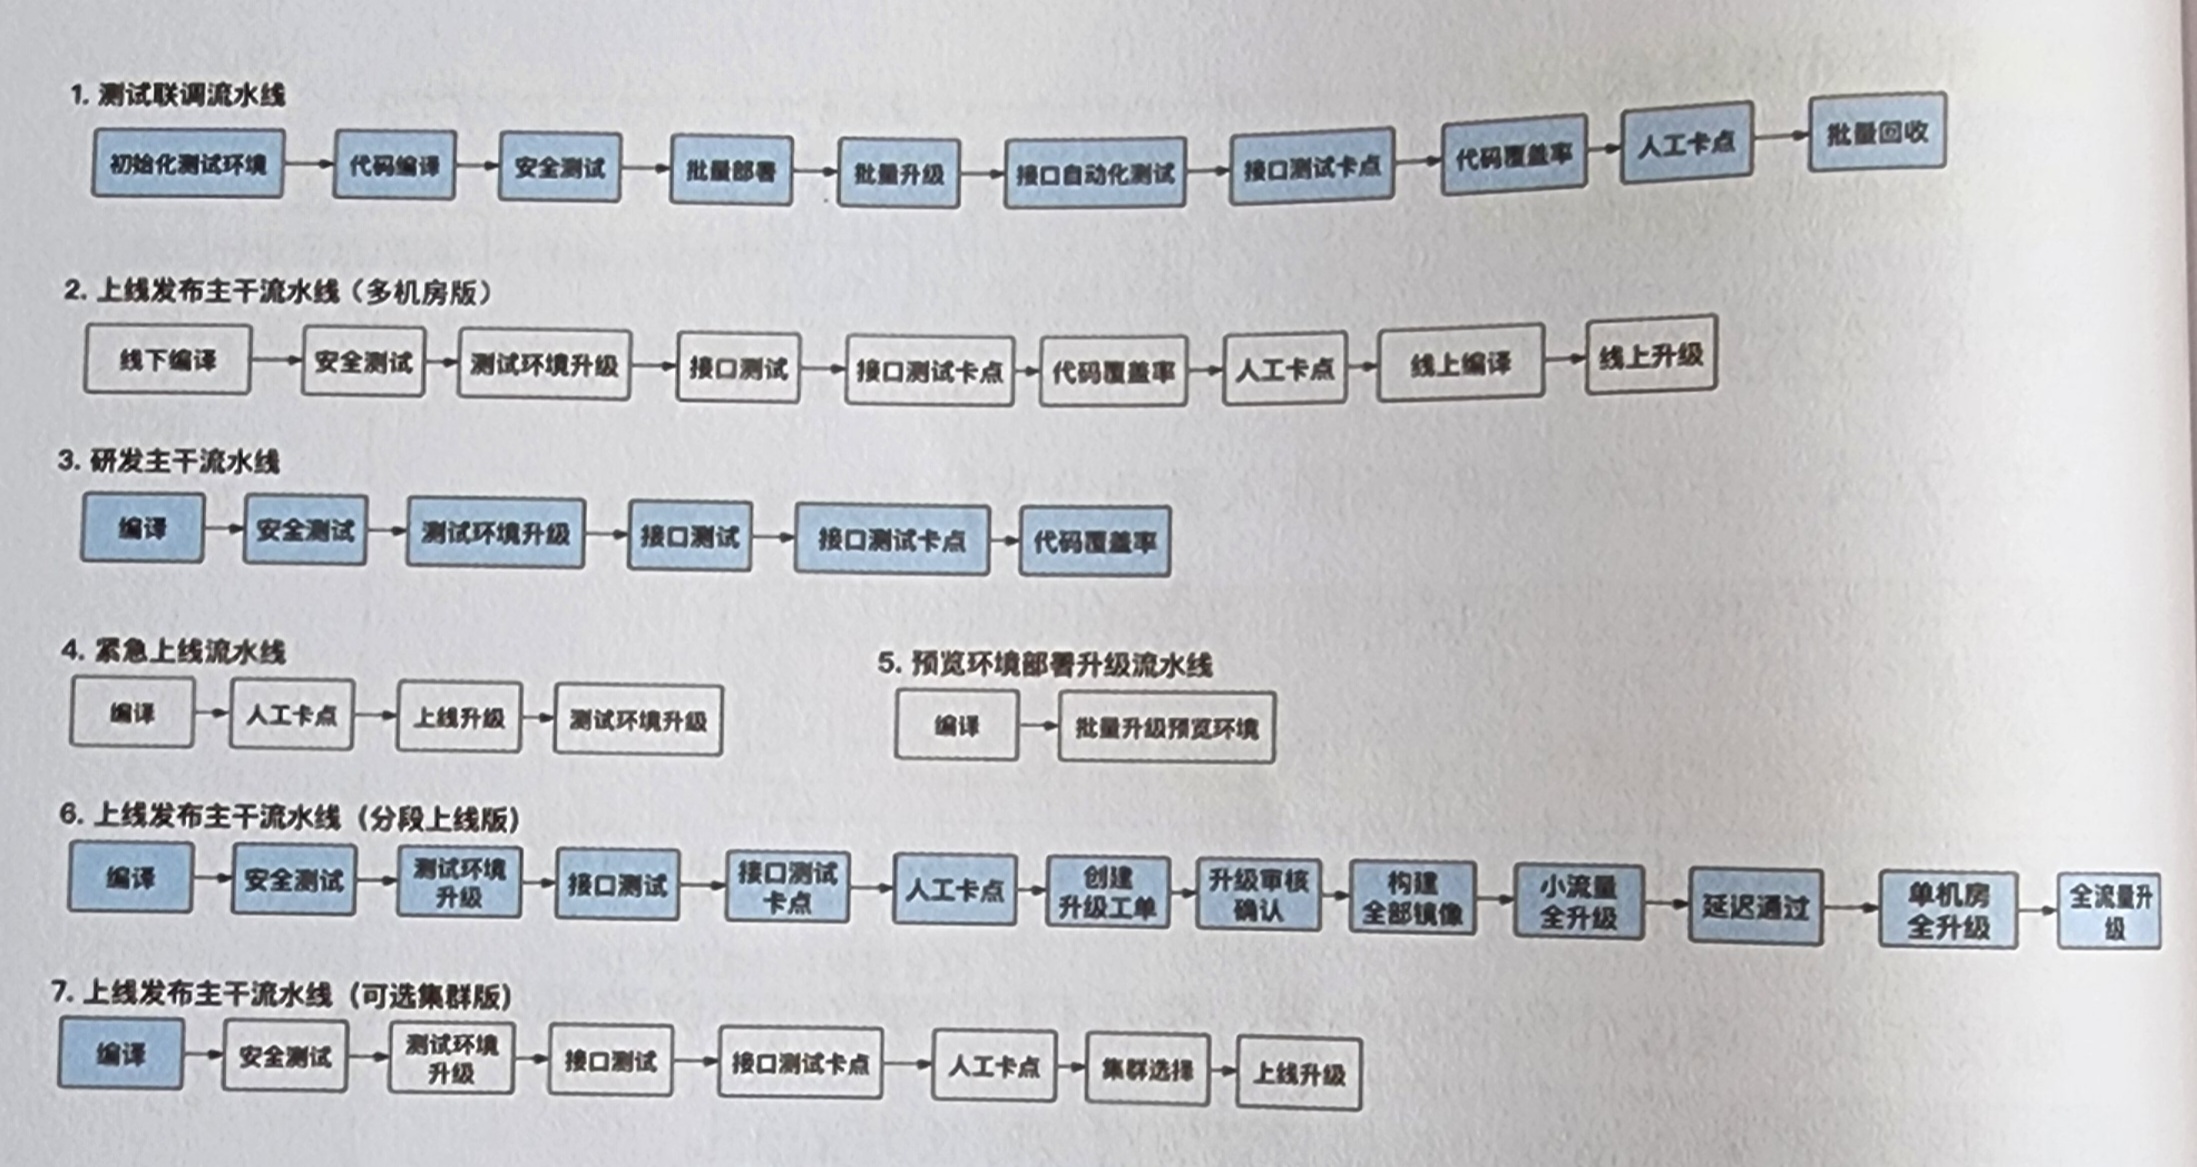 1. 测试联调流水线
初始化测试环境 代码编译 安全测试 批量部署 批量升级 接口自动化测试 接口测试卡点 代码覆盖率 人工卡点 批量回收
2. 上线发布主干流水线（多机房版）
线下编译 安全测试 测试环境升级 接口测试 接口测试卡点 代码覆盖率 人工卡点 线上编译 线上升级
3. 研发主干流水线
编译 安全测试 测试环境升级 接口测试 接口测试卡点 代码覆盖率
4. 紧急上线流水线
编译 人工卡点 上线升级 测试环境升级
5. 预览环境部署升级流水线
编译 批量升级预览环境
6. 上线发布主干流水线（分段上线版）
编译
安全测试
测试环境
升级
接口测试
接口测试
卡点
人工卡点
创建
升级工单
升级审核
确认
构建
全部镜像
小流量
全升级
延迟通过
单机房
全升级
全流量升
级
7. 上线发布主干流水线（可选集群版）
编译
安全测试
测试环境
升级
接口测试
接口测试卡点
人工卡点
集群选择
上线升级